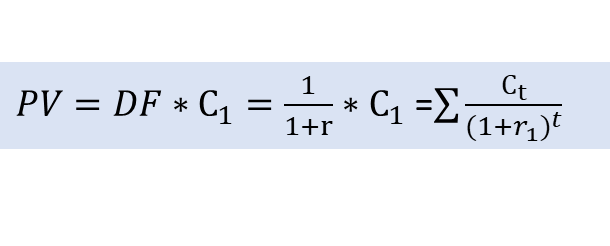 PV = DF * C₁ = 1/(1+r) * C₁ =∑ Cₜ/(1+r₁)ᵗ